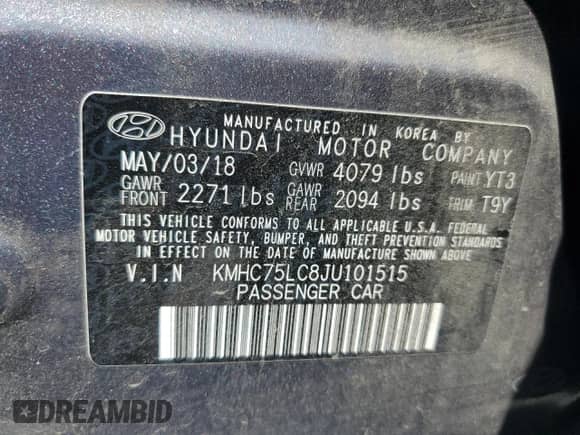 MANUFACTURED IN KOREA BY
HYUNDAI MOTOR COMPANY
MAY/03/18 GVWR 4079 lbs PAINT YT3
GAWR FRONT 2271 lbs GAWR REAR 2094 lbs TRIM T9Y
THIS VEHICLE CONFORMS TO ALL APPLICABLE U.S.A. FEDERAL
MOTOR VEHICLE SAFETY, BUMPER, AND THEFT PREVENTION STANDARDS
IN EFFECT ON THE DATE OF MANUFACTURE SHOWN ABOVE.
V.I.N KMHC75LC8JU101515
PASSENGER CAR
DREAMBID